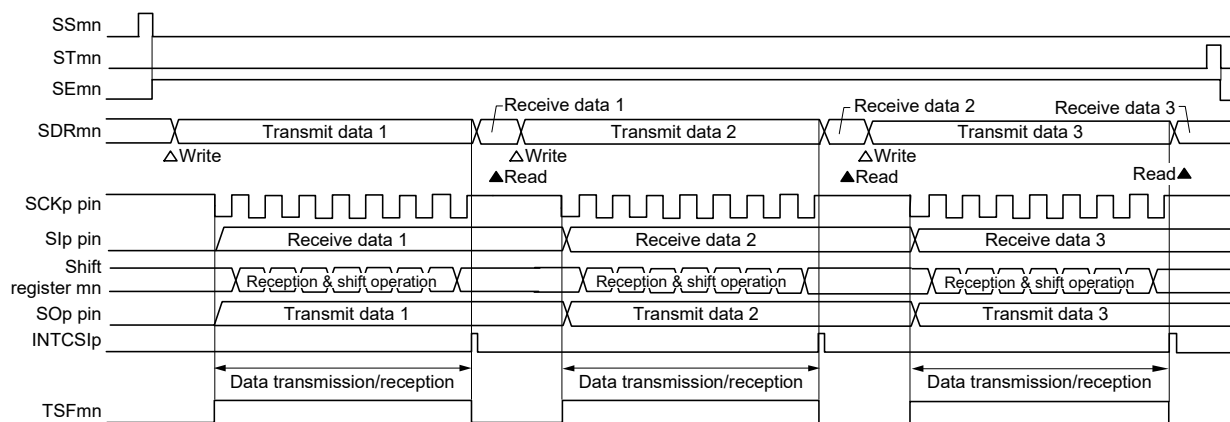 SSmn
STmn
SEmn
Receive data 1 Receive data 2 Receive data 3
SDRmn Transmit data 1 Transmit data 2 Transmit data 3
△Write △Write △Write
▲Read ▲Read Read▲
SCKp pin
SIp pin Receive data 1 Receive data 2 Receive data 3
Shift
register mn Reception & shift operation Reception & shift operation Reception & shift operation
SOp pin Transmit data 1 Transmit data 2 Transmit data 3
INTCSIp
Data transmission/reception Data transmission/reception Data transmission/reception
TSFmn